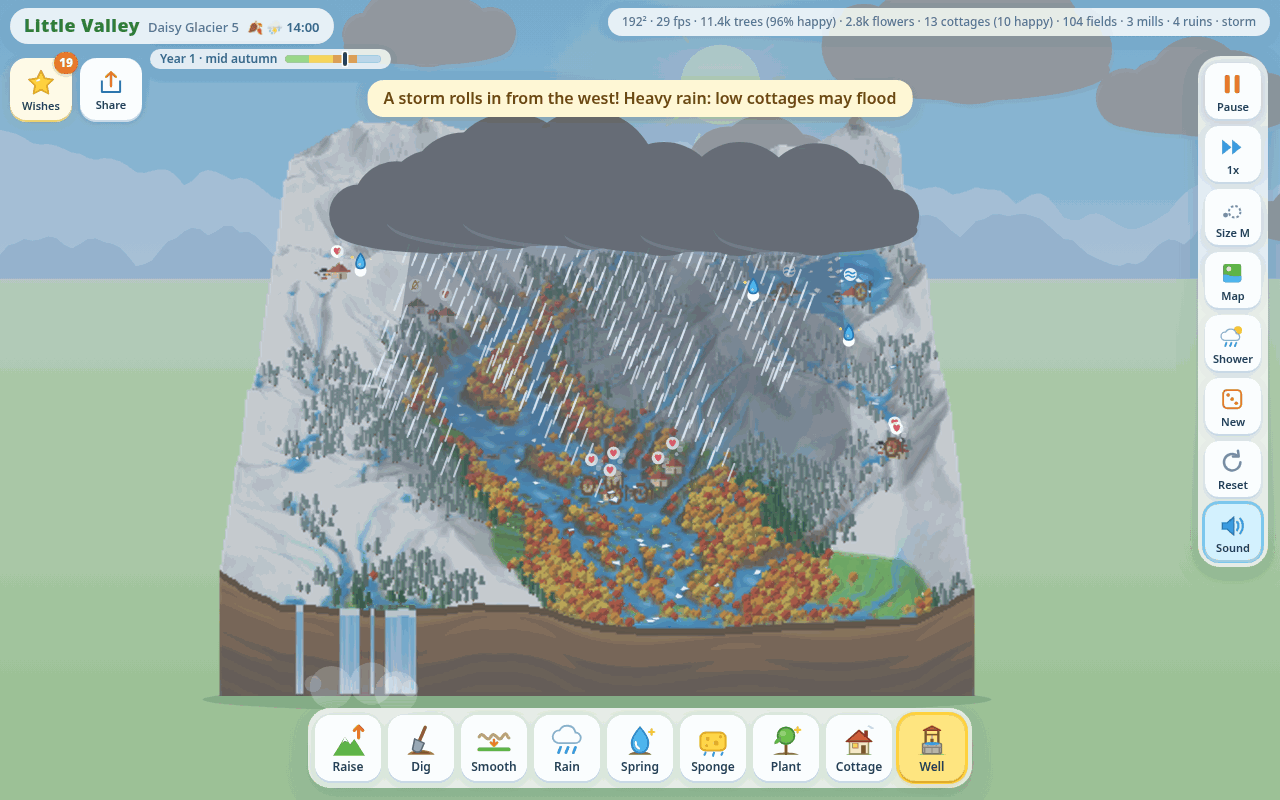 Little Valley
Daisy Glacier 5
14:00
192² · 29 fps · 11.4k trees (96% happy) · 2.8k flowers · 13 cottages (10 happy) · 104 fields · 3 mills · 4 ruins · storm
Year 1 · mid autumn
19
Wishes
Share
A storm rolls in from the west! Heavy rain: low cottages may flood
Pause
1x
Size M
Map
Shower
New
Reset
Sound
Raise
Dig
Smooth
Rain
Spring
Sponge
Plant
Cottage
Well